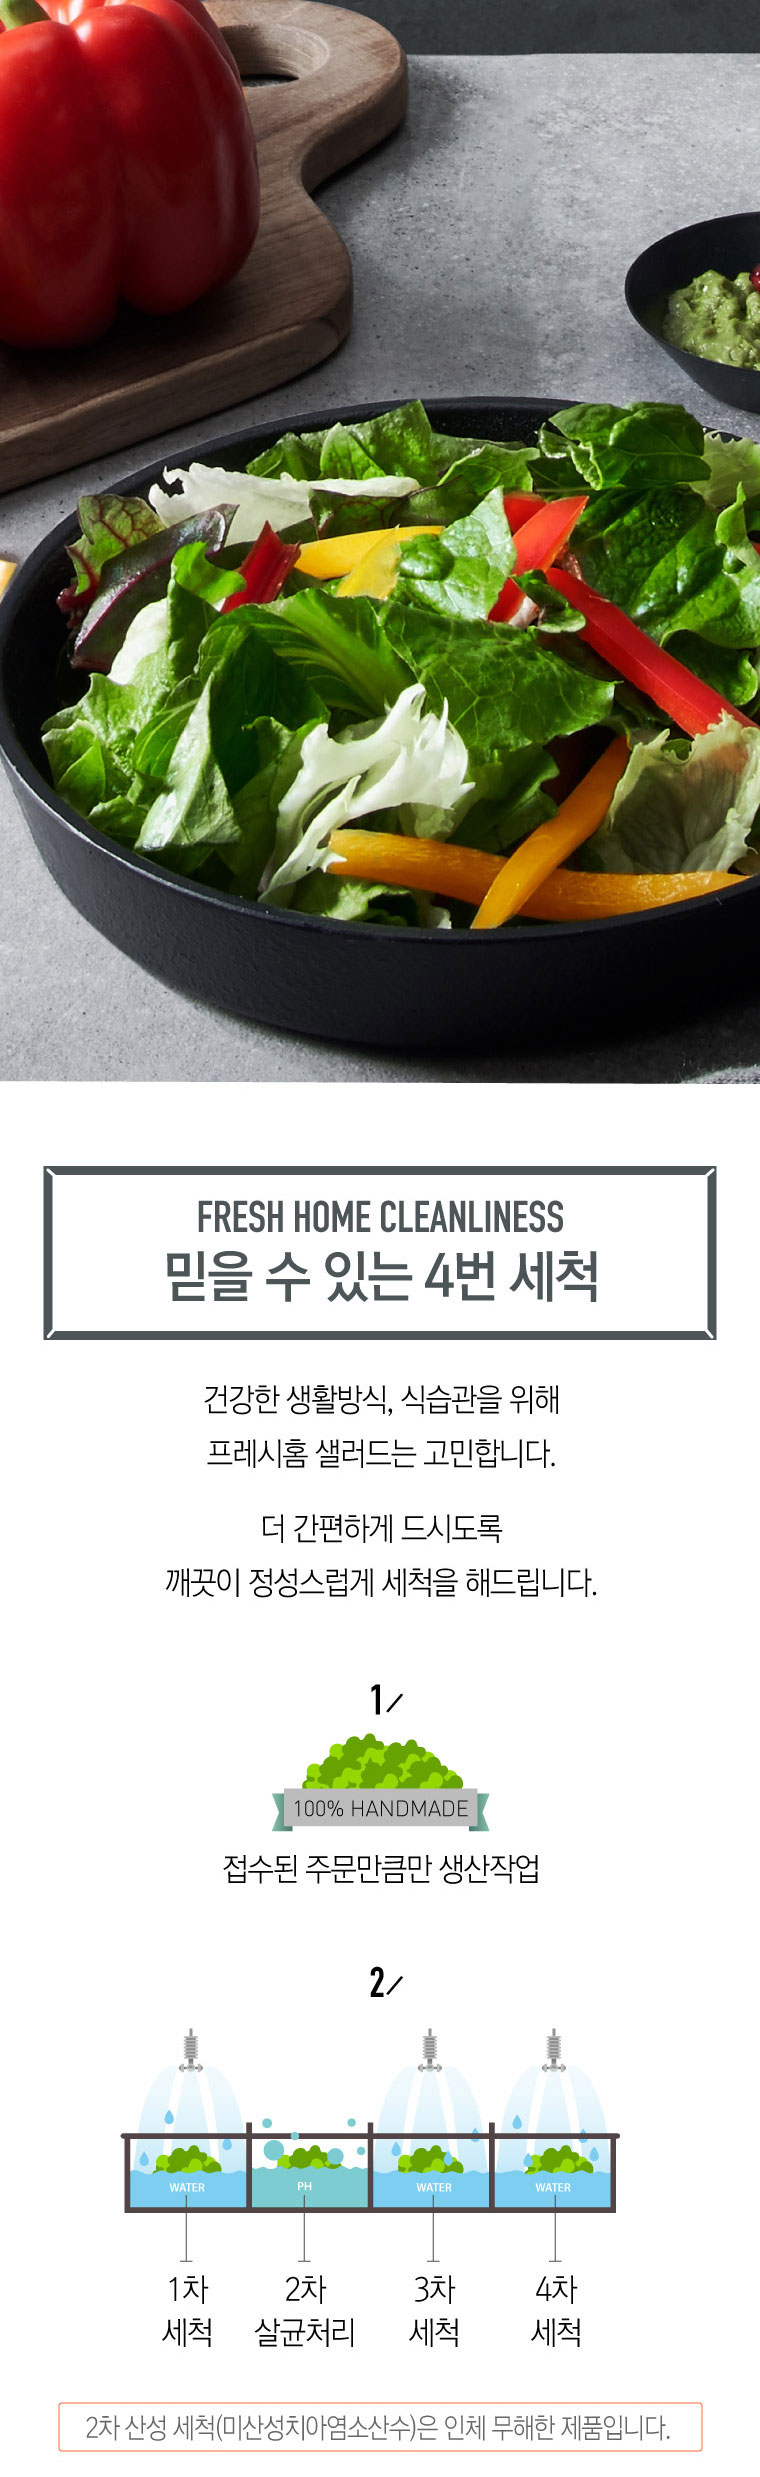 FRESH HOME CLEANLINESS
믿을 수 있는 4번 세척
건강한 생활방식, 식습관을 위해
프레시홈 샐러드는 고민합니다.
더 간편하게 드시도록
깨끗이 정성스럽게 세척을 해드립니다.
1/
100% HANDMADE
접수된 주문만큼만 생산작업
2/
WATER PH WATER WATER
1차 2차 3차 4차
세척 살균처리 세척 세척
2차 산성 세척(미산성치아염소산수)은 인체 무해한 제품입니다.